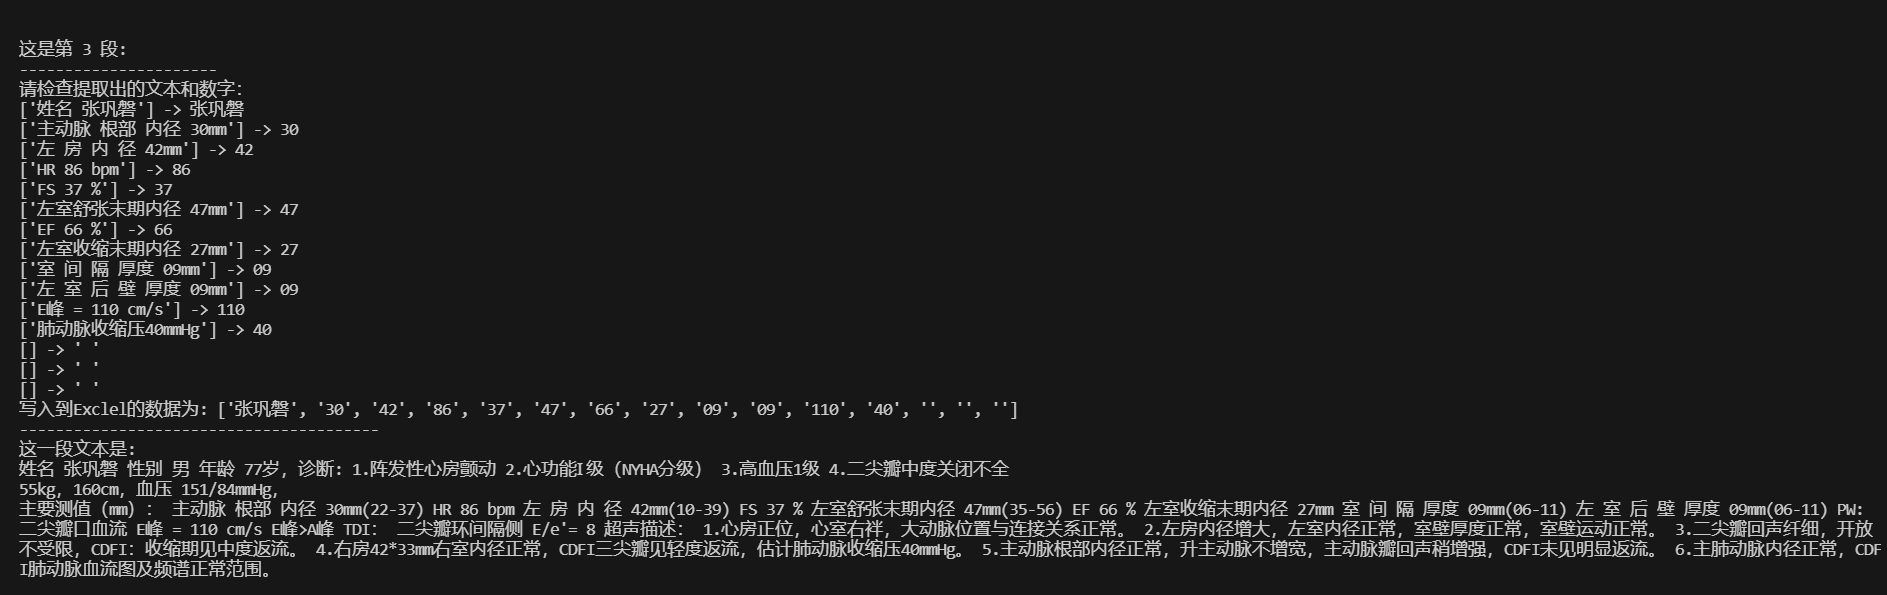 这是第 3 段:
----------------------
请检查提取出的文本和数字:
['姓名 张巩磐'] -> 张巩磐
['主动脉 根部 内径 30mm'] -> 30
['左 房 内 径 42mm'] -> 42
['HR 86 bpm'] -> 86
['FS 37 %'] -> 37
['左室舒张末期内径 47mm'] -> 47
['EF 66 %'] -> 66
['左室收缩末期内径 27mm'] -> 27
['室 间 隔 厚度 09mm'] -> 09
['左 室 后 壁 厚度 09mm'] -> 09
['E峰 = 110 cm/s'] -> 110
['肺动脉收缩压40mmHg'] -> 40
[] -> ' '
[] -> ' '
[] -> ' '
写入到Exclel的数据为: ['张巩磐', '30', '42', '86', '37', '47', '66', '27', '09', '09', '110', '40', '', '', '']
----------------------------------------
这一段文本是:
姓名 张巩磐 性别 男 年龄 77岁, 诊断: 1.阵发性心房颤动 2.心功能I级 (NYHA分级) 3.高血压1级 4.二尖瓣中度关闭不全
55kg, 160cm, 血压 151/84mmHg,
主要测值（mm）: 主动脉 根部 内径 30mm(22-37) HR 86 bpm 左 房 内 径 42mm(10-39) FS 37 % 左室舒张末期内径 47mm(35-56) EF 66 % 左室收缩末期内径 27mm 室 间 隔 厚度 09mm(06-11) 左 室 后 壁 厚度 09mm(06-11) PW:
二尖瓣口血流 E峰 = 110 cm/s E峰>A峰 TDI: 二尖瓣环间隔侧 E/e'= 8 超声描述: 1.心房正位, 心室右袢, 大动脉位置与连接关系正常。 2.左房内径增大, 左室内径正常, 室壁厚度正常, 室壁运动正常。 3.二尖瓣回声纤细, 开放
不受限, CDFI: 收缩期见中度返流。 4.右房42*33mm右室内径正常, CDFI三尖瓣见轻度返流, 估计肺动脉收缩压40mmHg。 5.主动脉根部内径正常, 升主动脉不增宽, 主动脉瓣回声稍增强, CDFI未见明显返流。 6.主肺动脉内径正常, CDF
I肺动脉血流图及频谱正常范围。